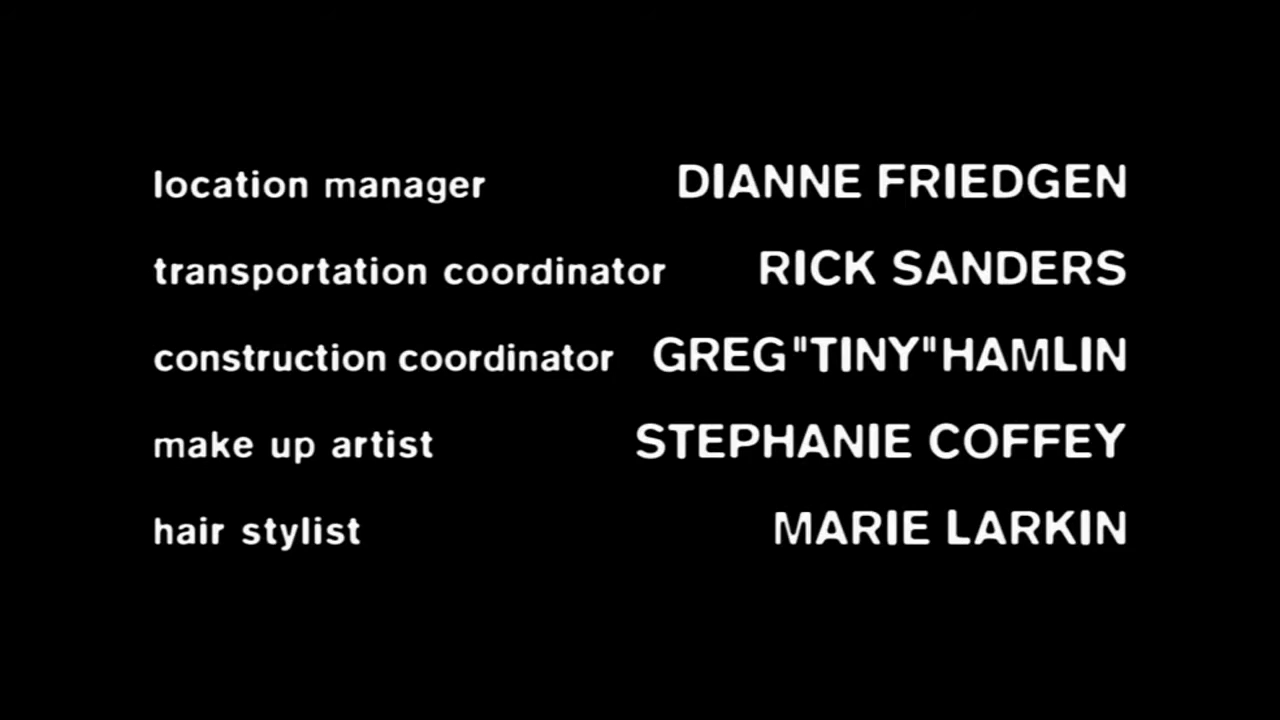 location manager DIANNE FRIEDGEN
transportation coordinator RICK SANDERS
construction coordinator GREG "TINY" HAMLIN
make up artist STEPHANIE COFFEY
hair stylist MARIE LARKIN